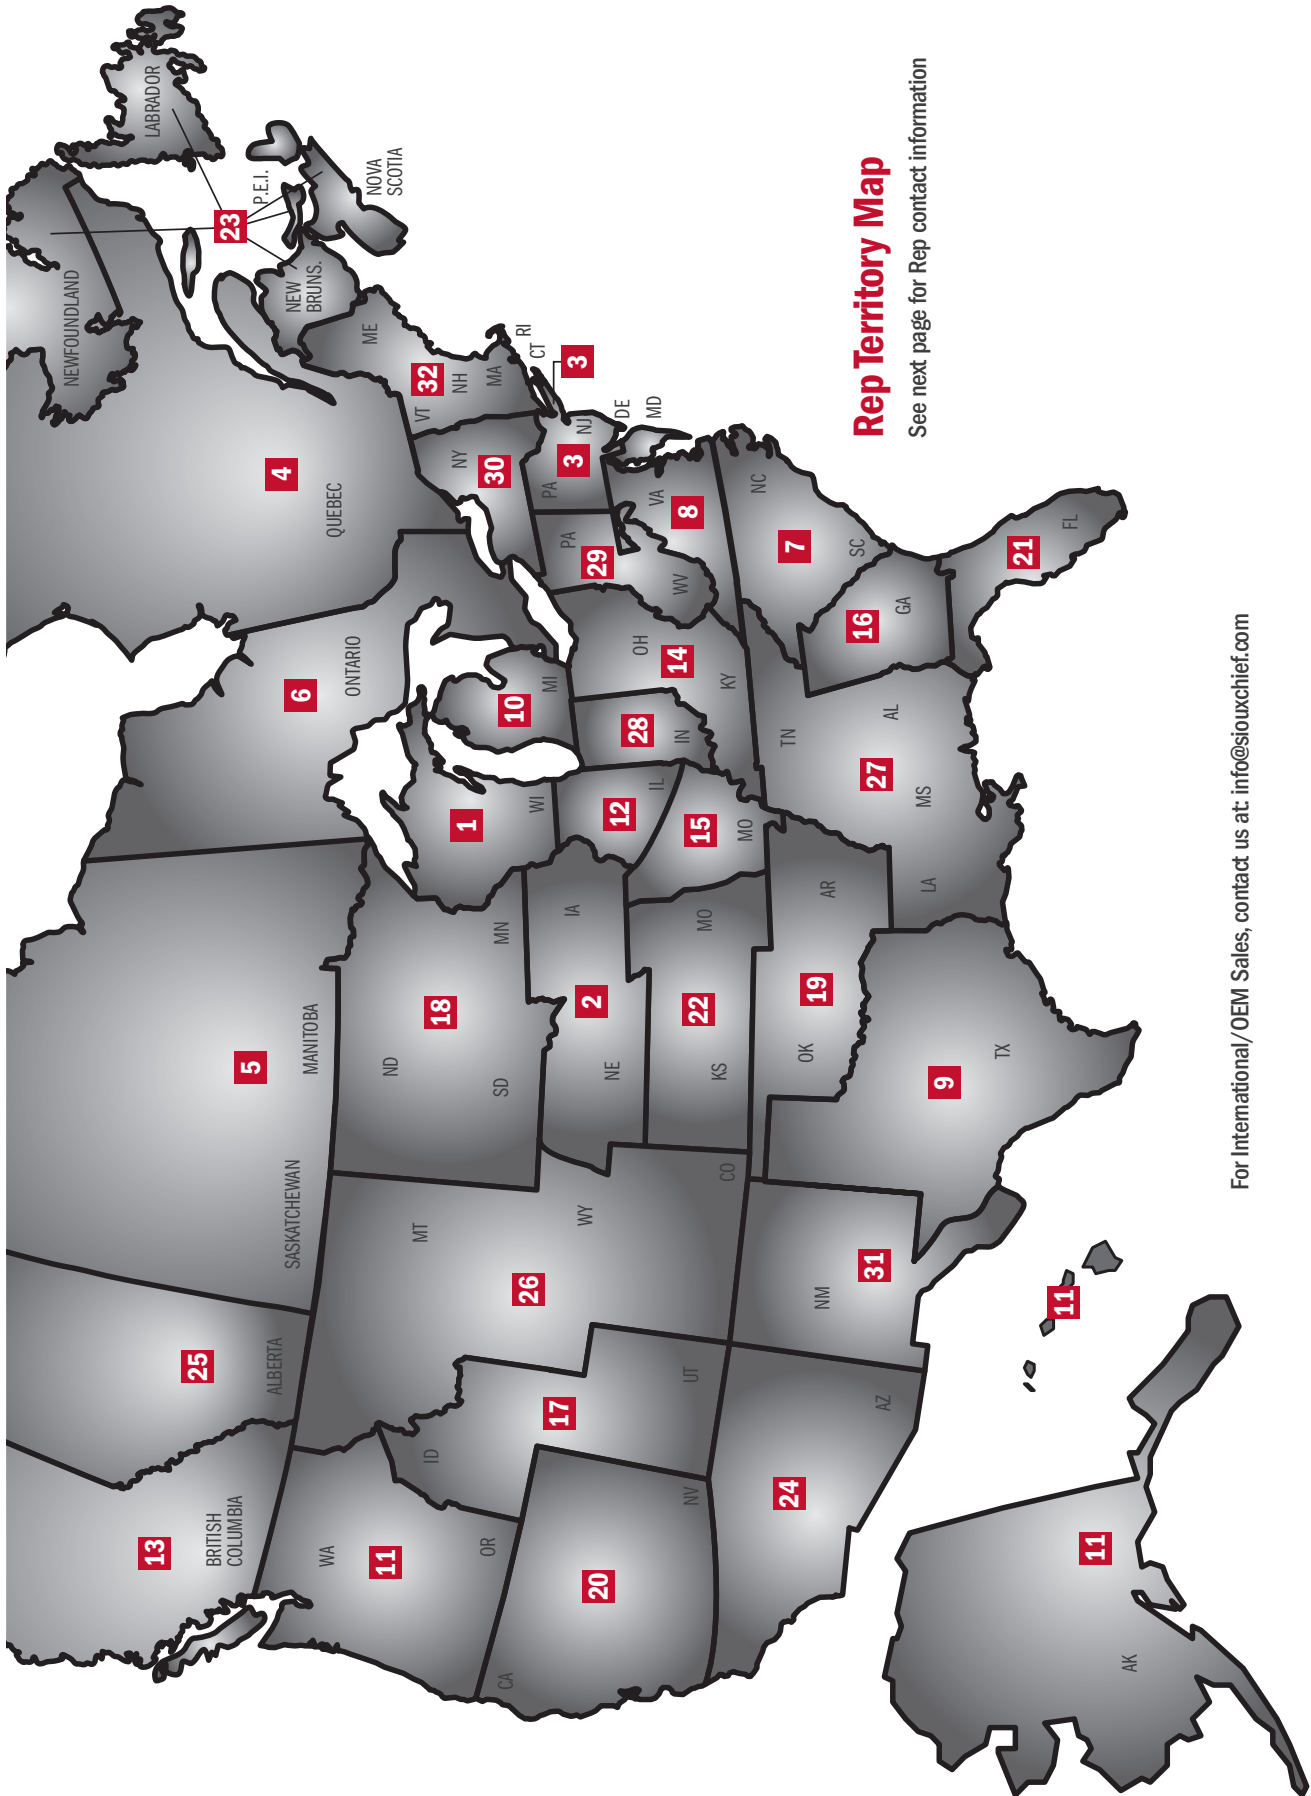 13
BRITISH
COLUMBIA
25
ALBERTA
SASKATCHEWAN
5
MANITOBA
6
ONTARIO
4
QUEBEC
NEWFOUNDLAND
LABRADOR
23
P.E.I.
NEW
BRUNS.
NOVA
SCOTIA
WA
11
OR
ID
17
UT
MT
26
WY
CO
ND
18
SD
MN
1
WI
10
MI
ME
32
VT
NH
MA
RI
CT
3
NY
30
PA
3
NJ
DE
MD
PA
29
WV
VA
8
OH
14
KY
28
IN
12
IL
15
MO
IA
2
NE
MO
22
KS
CA
20
NV
24
AZ
NM
31
OK
19
AR
9
TX
TN
27
AL
MS
LA
NC
7
SC
16
GA
21
FL
11
AK
11
Rep Territory Map
See next page for Rep contact information
For International/OEM Sales, contact us at: info@siouxchief.com